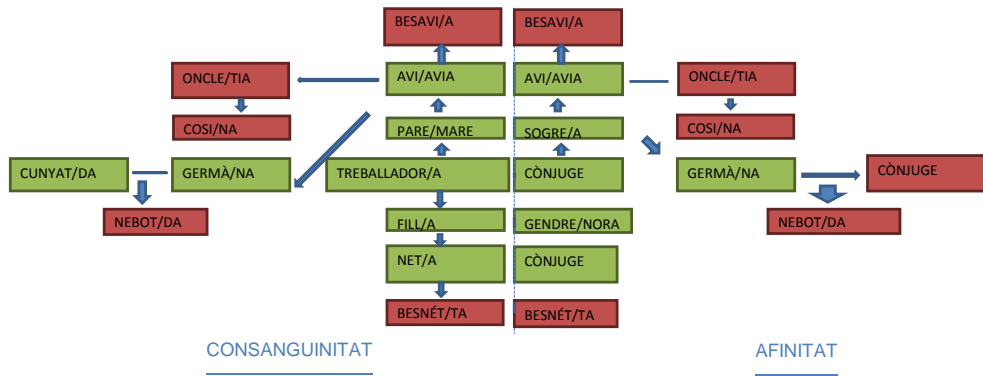 BESAVI/A
BESAVI/A
ONCLE/TIA
AVI/AVIA
AVI/AVIA
ONCLE/TIA
COSI/NA
PARE/MARE
SOGRE/A
COSI/NA
CUNYAT/DA
GERMÀ/NA
TREBALLADOR/A
CÒNJUGE
GERMÀ/NA
CÒNJUGE
NEBOT/DA
FILL/A
GENDRE/NORA
NEBOT/DA
NET/A
CÒNJUGE
BESNÉT/TA
BESNÉT/TA
CONSANGUINITAT
AFINITAT